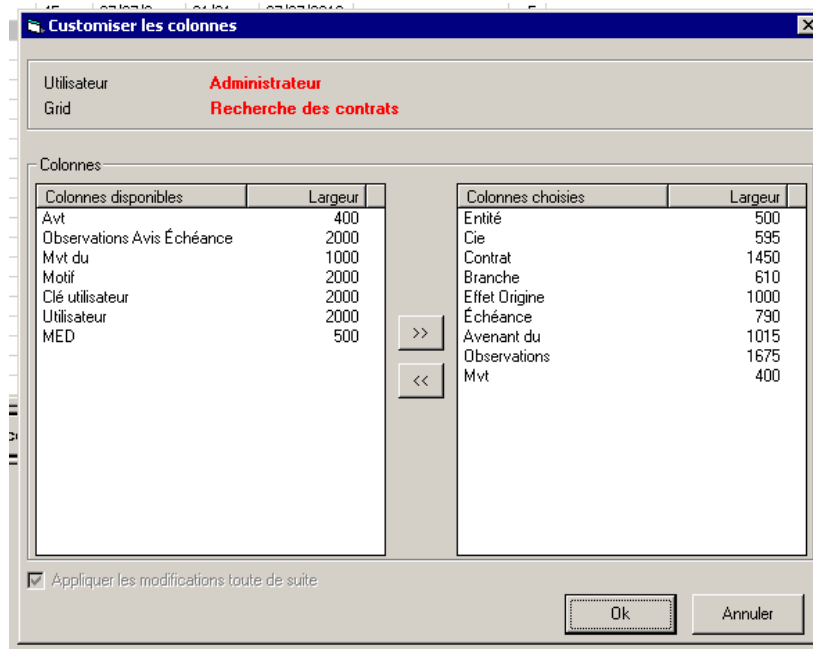 Customiser les colonnes
Utilisateur Administrateur
Grid Recherche des contrats
Colonnes
Colonnes disponibles Largeur
Avt 400
Observations Avis Échéance 2000
Mvt du 1000
Motif 2000
Clé utilisateur 2000
Utilisateur 2000
MED 500
>>
<<
Colonnes choisies Largeur
Entité 500
Cie 595
Contrat 1450
Branche 610
Effet Origine 1000
Échéance 790
Avenant du 1015
Observations 1675
Mvt 400
Appliquer les modifications toute de suite
Ok Annuler